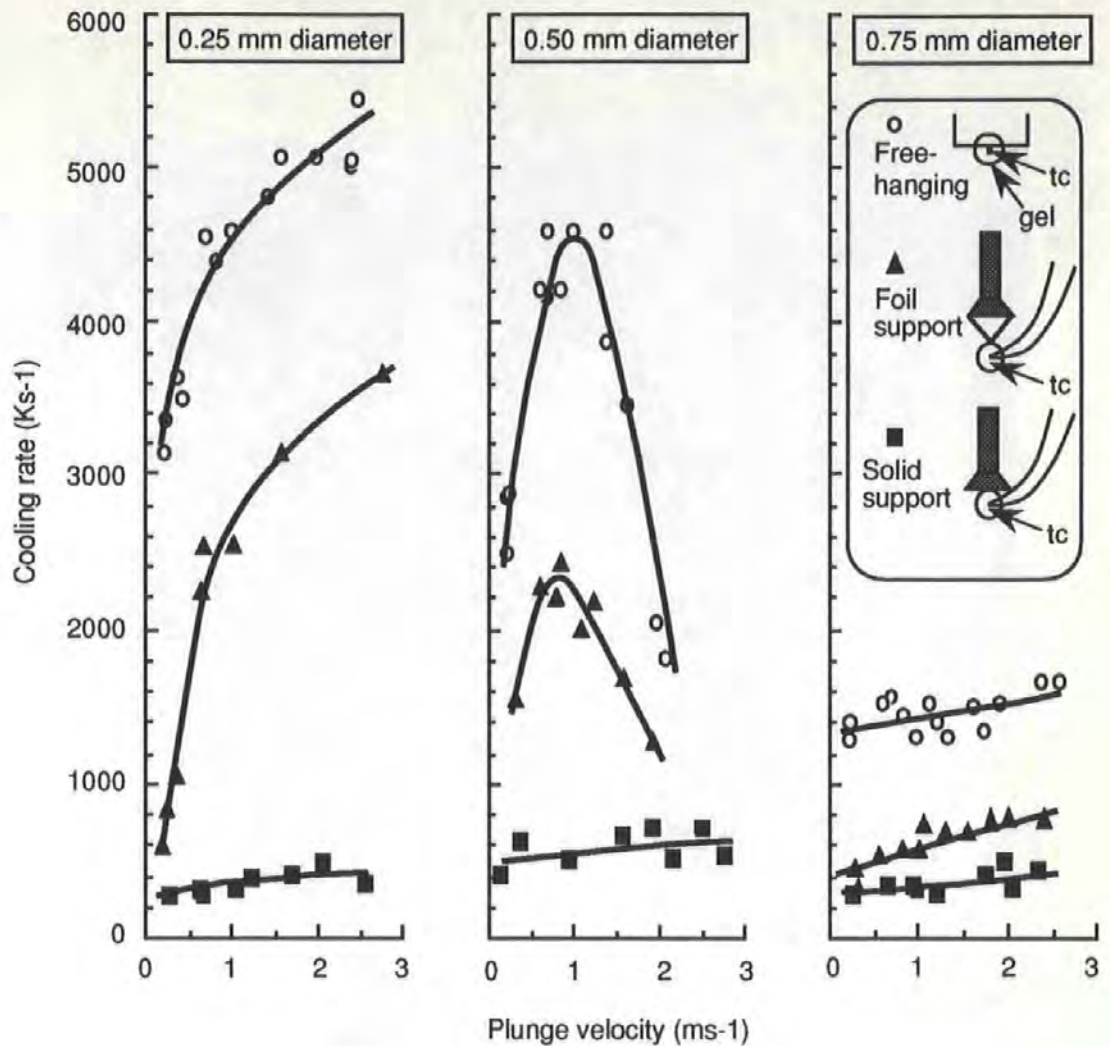 0.25 mm diameter
0.50 mm diameter
0.75 mm diameter
6000
5000
4000
3000
2000
1000
0
Cooling rate (Ks-1)
Free-
hanging
tc
gel
Foil
support
tc
Solid
support
tc
0 1 2 3
0 1 2 3
0 1 2 3
Plunge velocity (ms-1)